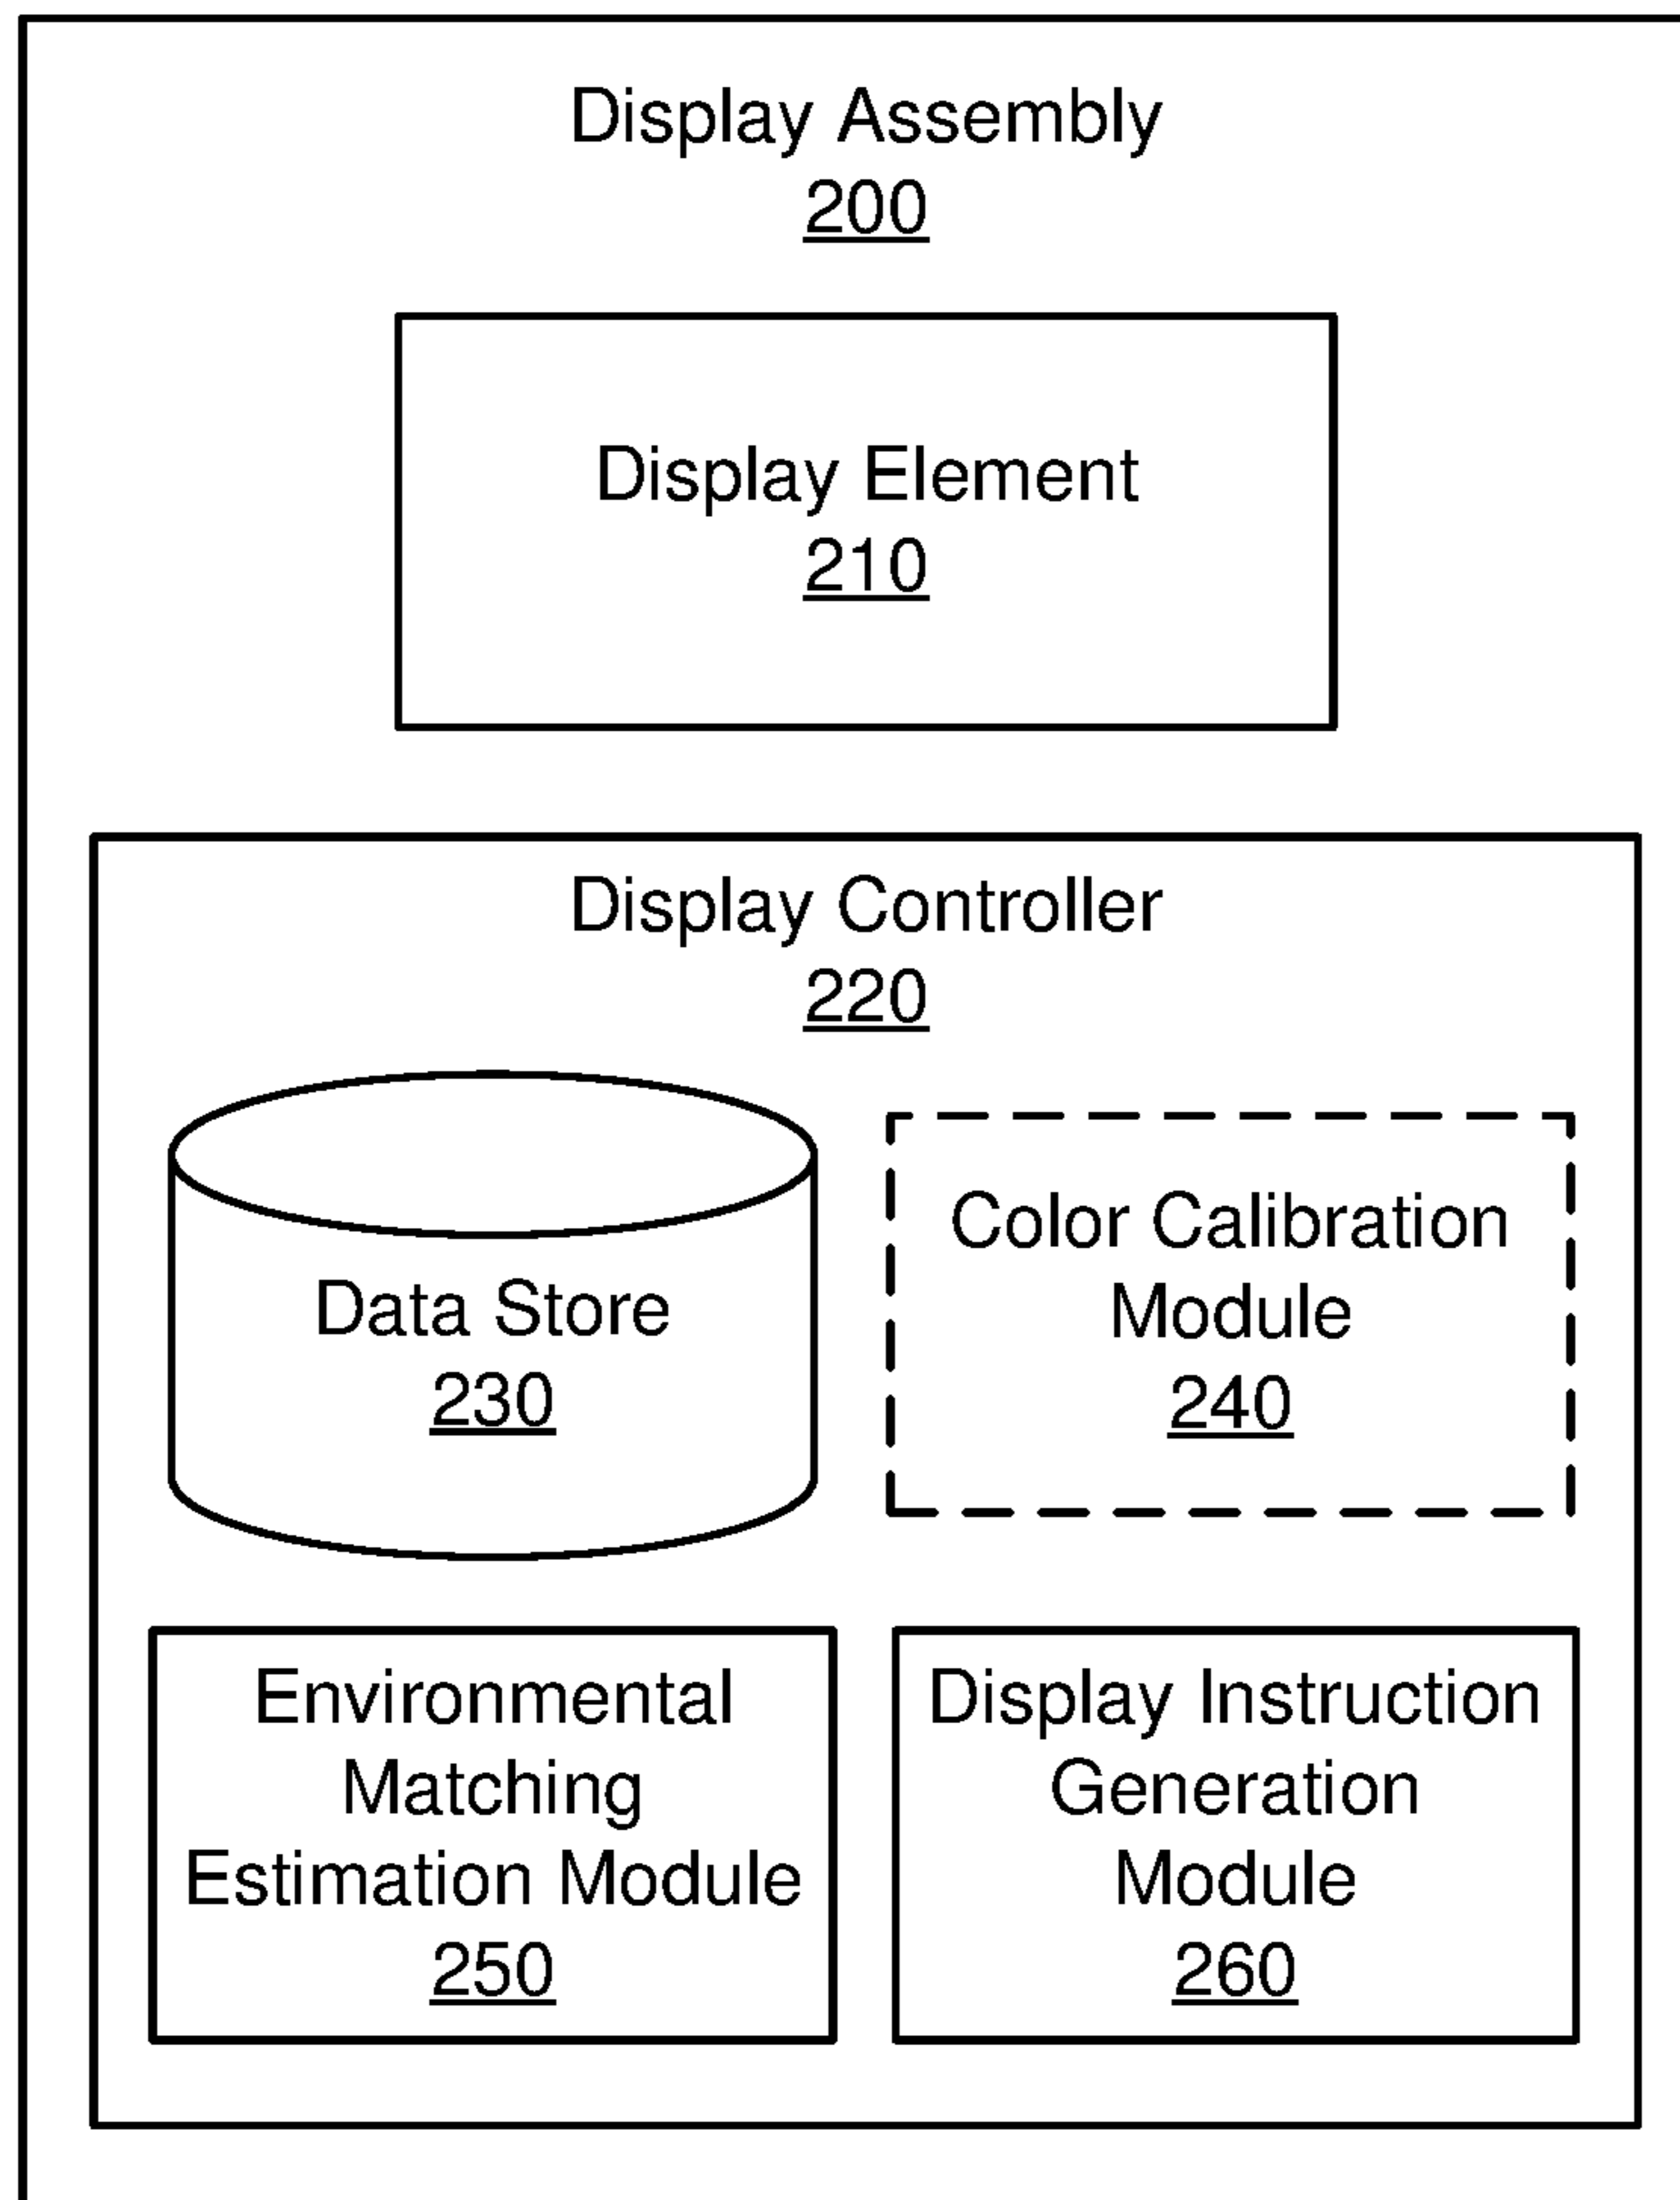 Display Assembly
200
Display Element
210
Display Controller
220
Data Store
230
Color Calibration
Module
240
Environmental
Matching
Estimation Module
250
Display Instruction
Generation
Module
260